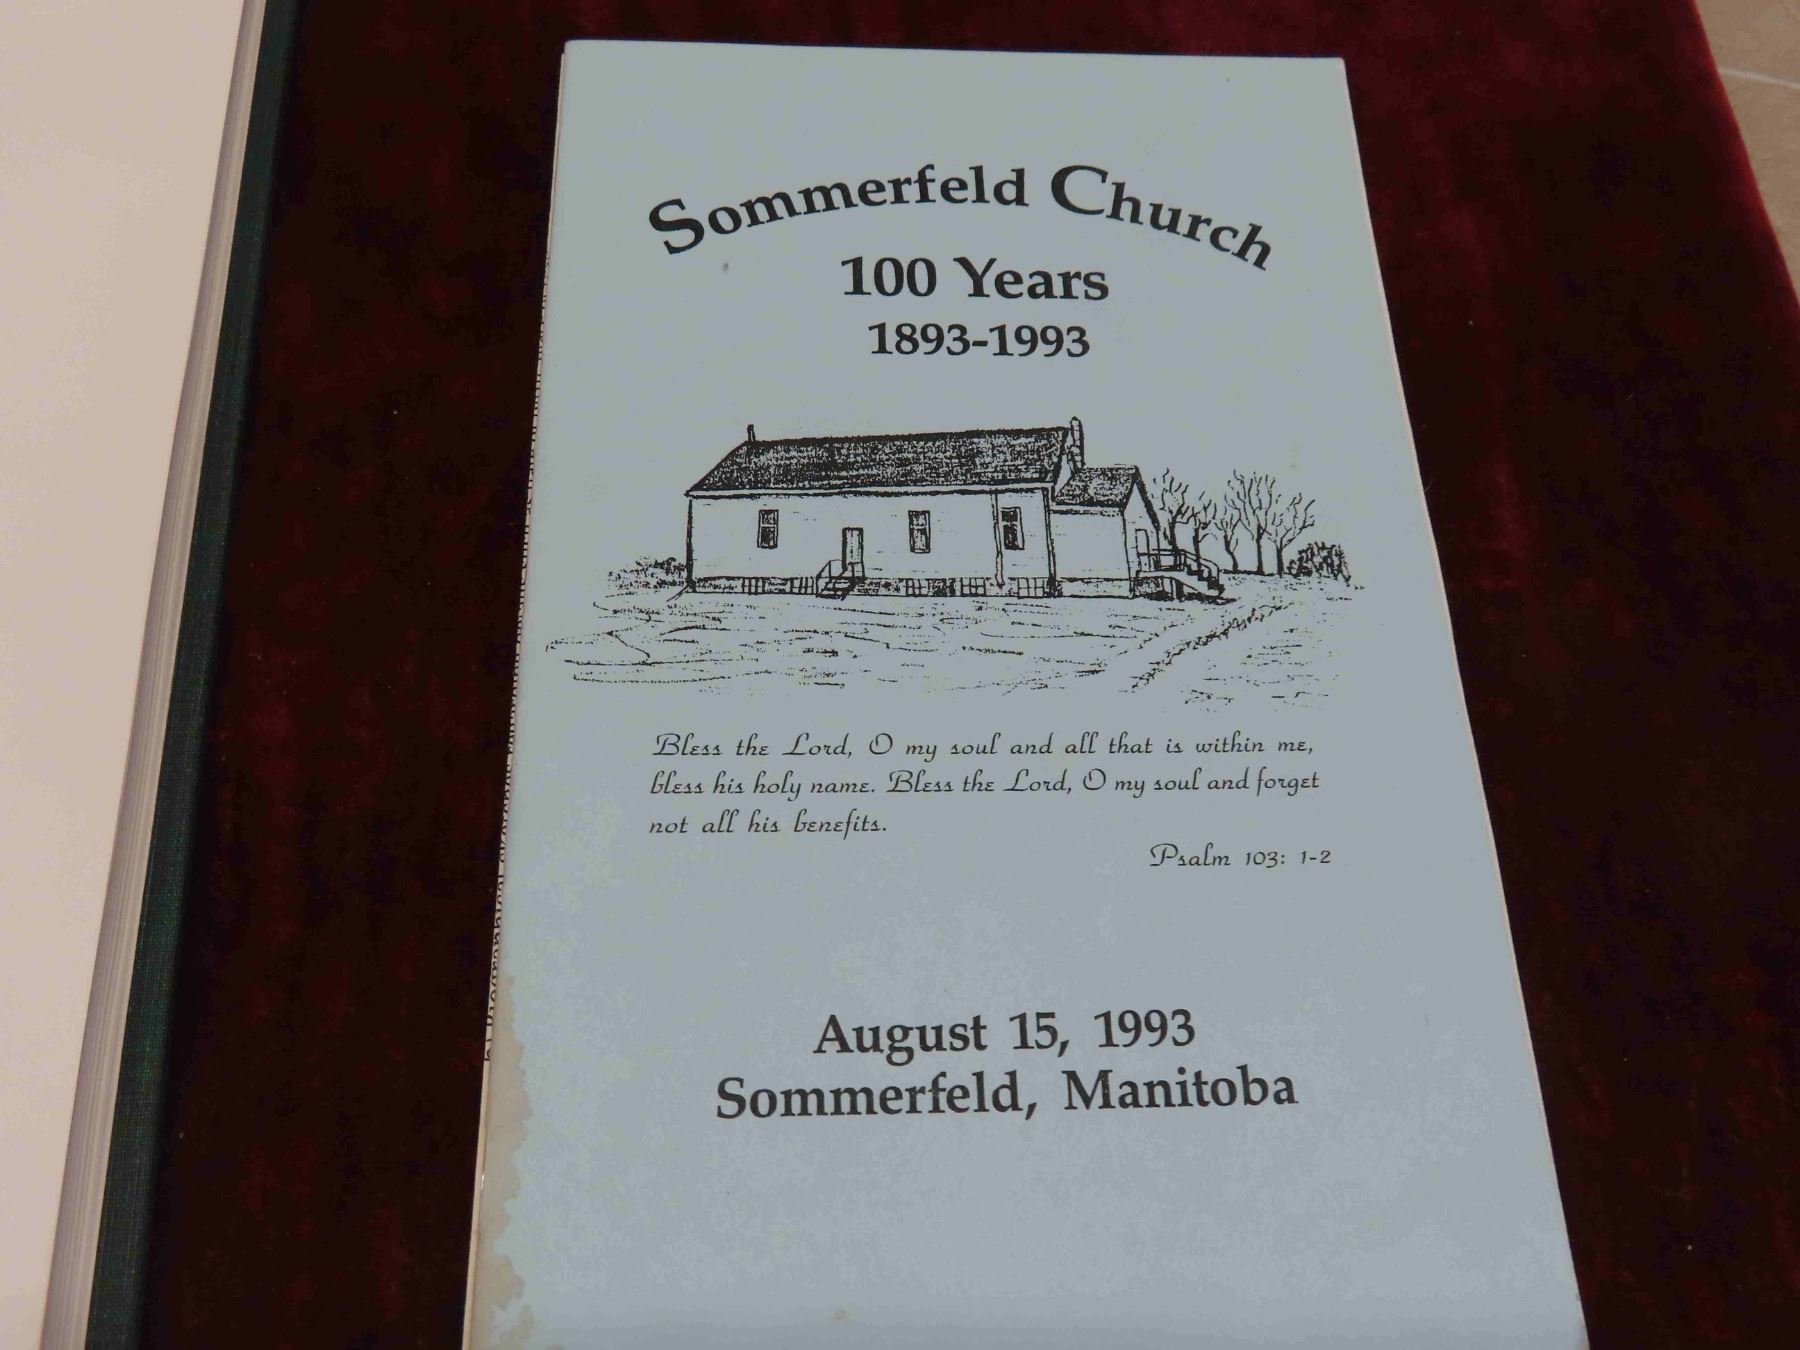 Sommerfeld Church
100 Years
1893-1993
Bless the Lord, O my soul and all that is within me,
bless his holy name. Bless the Lord, O my soul and forget
not all his benefits.
Psalm 103: 1-2
August 15, 1993
Sommerfeld, Manitoba